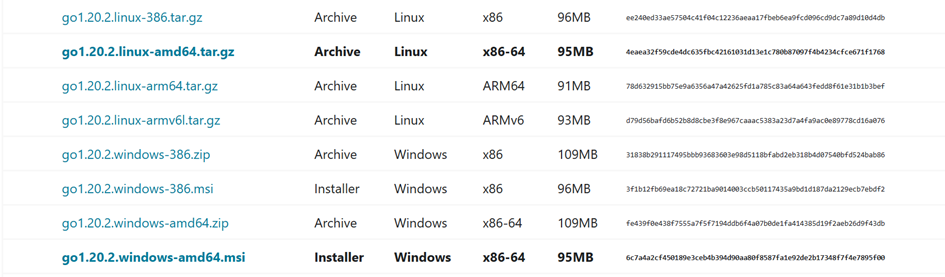 go1.20.2.linux-386.tar.gz Archive Linux x86 96MB ee240ed33ae57504c41f04c12236aeaa17fbeb6ea9fcd096cd9dc7a89d10d4db
go1.20.2.linux-amd64.tar.gz Archive Linux x86-64 95MB 4eaea32f59cde4dc635fbc42161031d13e1c780b87097f4b4234cfce671f1768
go1.20.2.linux-arm64.tar.gz Archive Linux ARM64 91MB 78d632915bb75e9a6356a47a42625fd1a785c83a64a643fedd8f61e31b1b3bef
go1.20.2.linux-armv6l.tar.gz Archive Linux ARMv6 93MB d79d56bafd6b52b8d8cbe3f8e967caaac5383a23d7a4fa9ac0e89778cd16a076
go1.20.2.windows-386.zip Archive Windows x86 109MB 31838b291117495bbb93683603e98d5118bfabd2eb318b4d07540bfd524bab86
go1.20.2.windows-386.msi Installer Windows x86 96MB 3f1b12fb69ea18c72721ba9014003ccb50117435a9bd1d187da2129ecb7ebdf2
go1.20.2.windows-amd64.zip Archive Windows x86-64 109MB fe439f0e438f7555a7f5f7194ddb6f4a07b0de1fa414385d19f2aeb26d9f43db
go1.20.2.windows-amd64.msi Installer Windows x86-64 95MB 6c7a4a2cf450189e3ceb4b394d90aa80f8587fa1e92de2b17348f7f4e7895f00